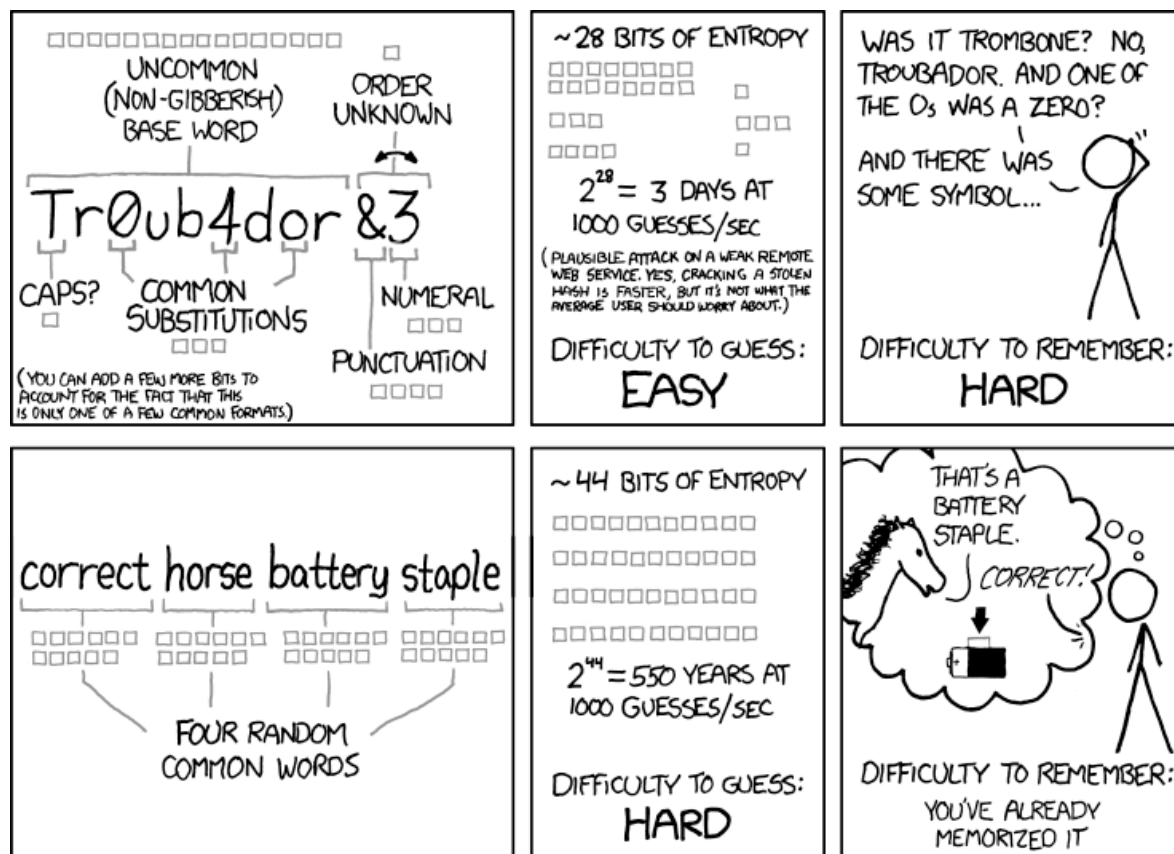 UNCOMMON
(NON-GIBBERISH)
BASE WORD
ORDER
UNKNOWN
Tr0ub4dor &3
CAPS?
COMMON
SUBSTITUTIONS
NUMERAL
PUNCTUATION
(YOU CAN ADD A FEW MORE BITS TO
ACCOUNT FOR THE FACT THAT THIS
IS ONLY ONE OF A FEW COMMON FORMATS.)
~28 BITS OF ENTROPY
2^28 = 3 DAYS AT
1000 GUESSES/SEC
(PLAUSIBLE ATTACK ON A WEAK REMOTE
WEB SERVICE. YES, CRACKING A STOLEN
HASH IS FASTER, BUT IT'S NOT WHAT THE
AVERAGE USER SHOULD WORRY ABOUT.)
DIFFICULTY TO GUESS:
EASY
WAS IT TROMBONE? NO,
TROUBADOR. AND ONE OF
THE Os WAS A ZERO?
AND THERE WAS
SOME SYMBOL...
DIFFICULTY TO REMEMBER:
HARD
correct horse battery staple
FOUR RANDOM
COMMON WORDS
~44 BITS OF ENTROPY
2^44 = 550 YEARS AT
1000 GUESSES/SEC
DIFFICULTY TO GUESS:
HARD
THAT'S A
BATTERY
STAPLE.
CORRECT!
DIFFICULTY TO REMEMBER:
YOU'VE ALREADY
MEMORIZED IT